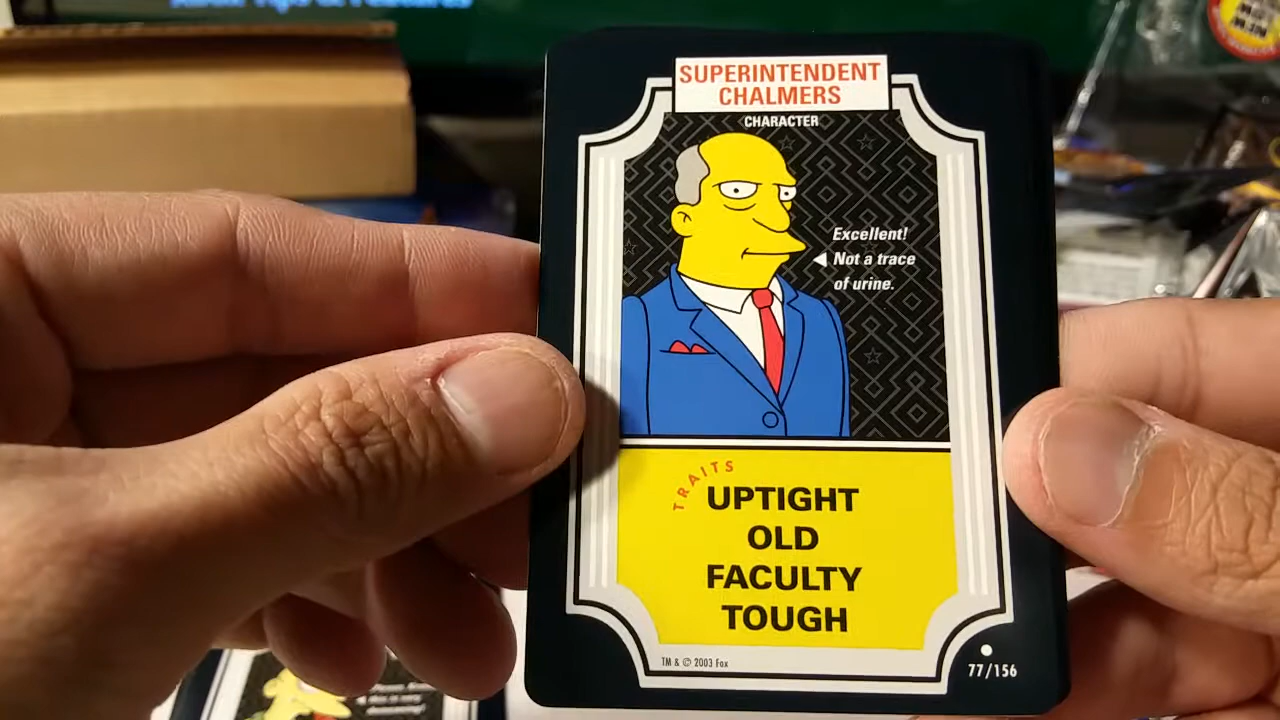 SUPERINTENDENT
CHALMERS
CHARACTER
Excellent!
Not a trace
of urine.
TRAITS
UPTIGHT
OLD
FACULTY
TOUGH
TM & © 2003 Fox
77/156